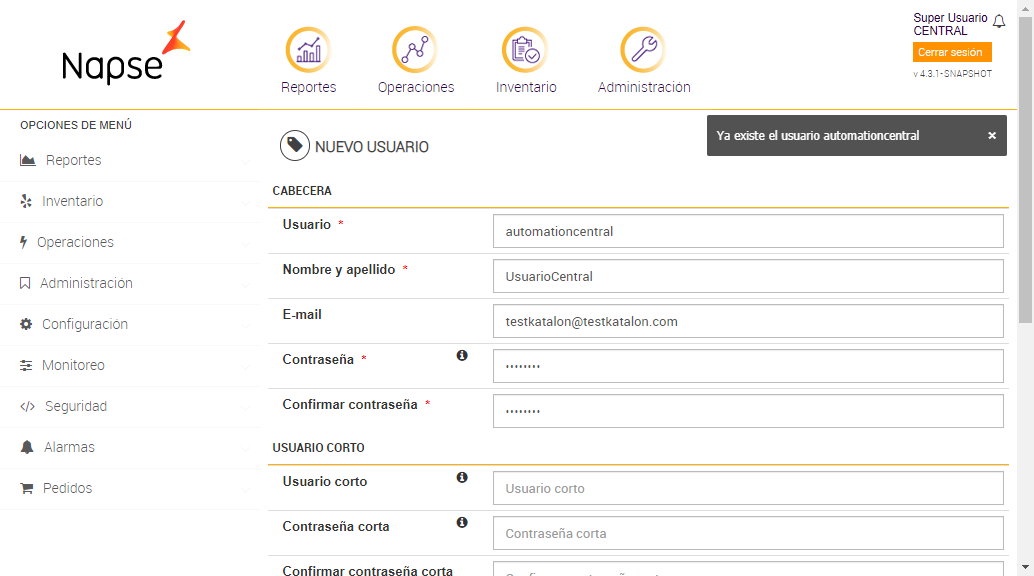 Napse
Reportes
Operaciones
Inventario
Administración
Super Usuario
CENTRAL
Cerrar sesión
v 4.3.1-SNAPSHOT
OPCIONES DE MENÚ
Reportes
Inventario
Operaciones
Administración
Configuración
Monitoreo
Seguridad
Alarmas
Pedidos
NUEVO USUARIO
Ya existe el usuario automationcentral ×
CABECERA
Usuario * automationcentral
Nombre y apellido * UsuarioCentral
E-mail testkatalon@testkatalon.com
Contraseña * ••••••••
Confirmar contraseña * ••••••••
USUARIO CORTO
Usuario corto Usuario corto
Contraseña corta Contraseña corta
Confirmar contraseña corta